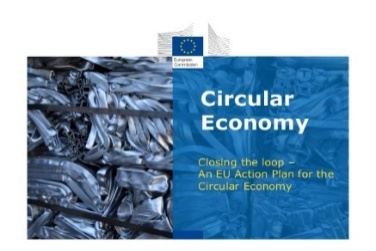 European
Commission
Circular
Economy
Closing the loop –
An EU Action Plan for the
Circular Economy